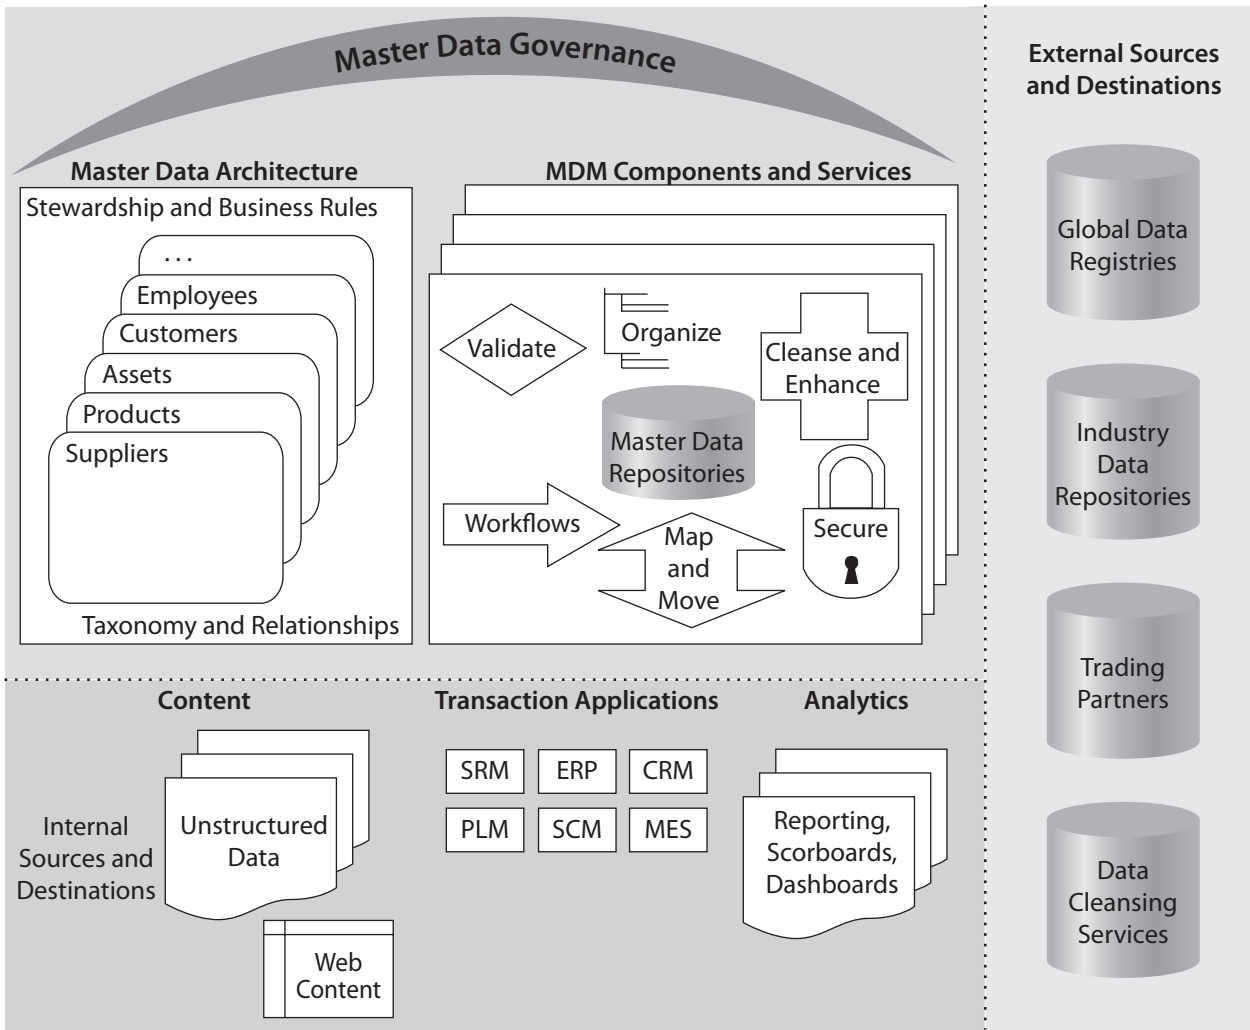 Master Data Governance
Master Data Architecture
Stewardship and Business Rules
...
Employees
Customers
Assets
Products
Suppliers
Taxonomy and Relationships
MDM Components and Services
Validate
Organize
Cleanse and
Enhance
Master Data
Repositories
Workflows
Map
and
Move
Secure
Internal
Sources and
Destinations
Content
Unstructured
Data
Web
Content
Transaction Applications
SRM
ERP
CRM
PLM
SCM
MES
Analytics
Reporting,
Scorboards,
Dashboards
External Sources
and Destinations
Global Data
Registries
Industry
Data
Repositories
Trading
Partners
Data
Cleansing
Services